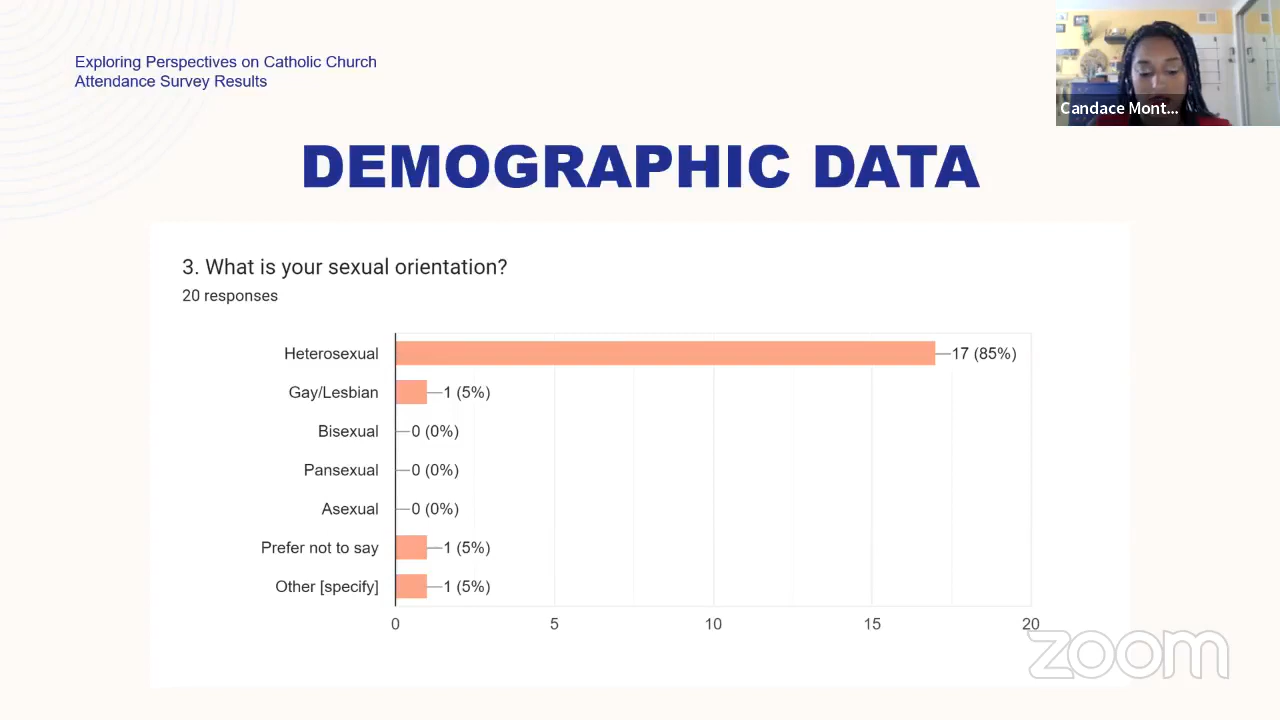 Exploring Perspectives on Catholic Church
Attendance Survey Results
Candace Mont...
DEMOGRAPHIC DATA
3. What is your sexual orientation?
20 responses
Heterosexual 17 (85%)
Gay/Lesbian 1 (5%)
Bisexual 0 (0%)
Pansexual 0 (0%)
Asexual 0 (0%)
Prefer not to say 1 (5%)
Other [specify] 1 (5%)
0 5 10 15 20
zoom